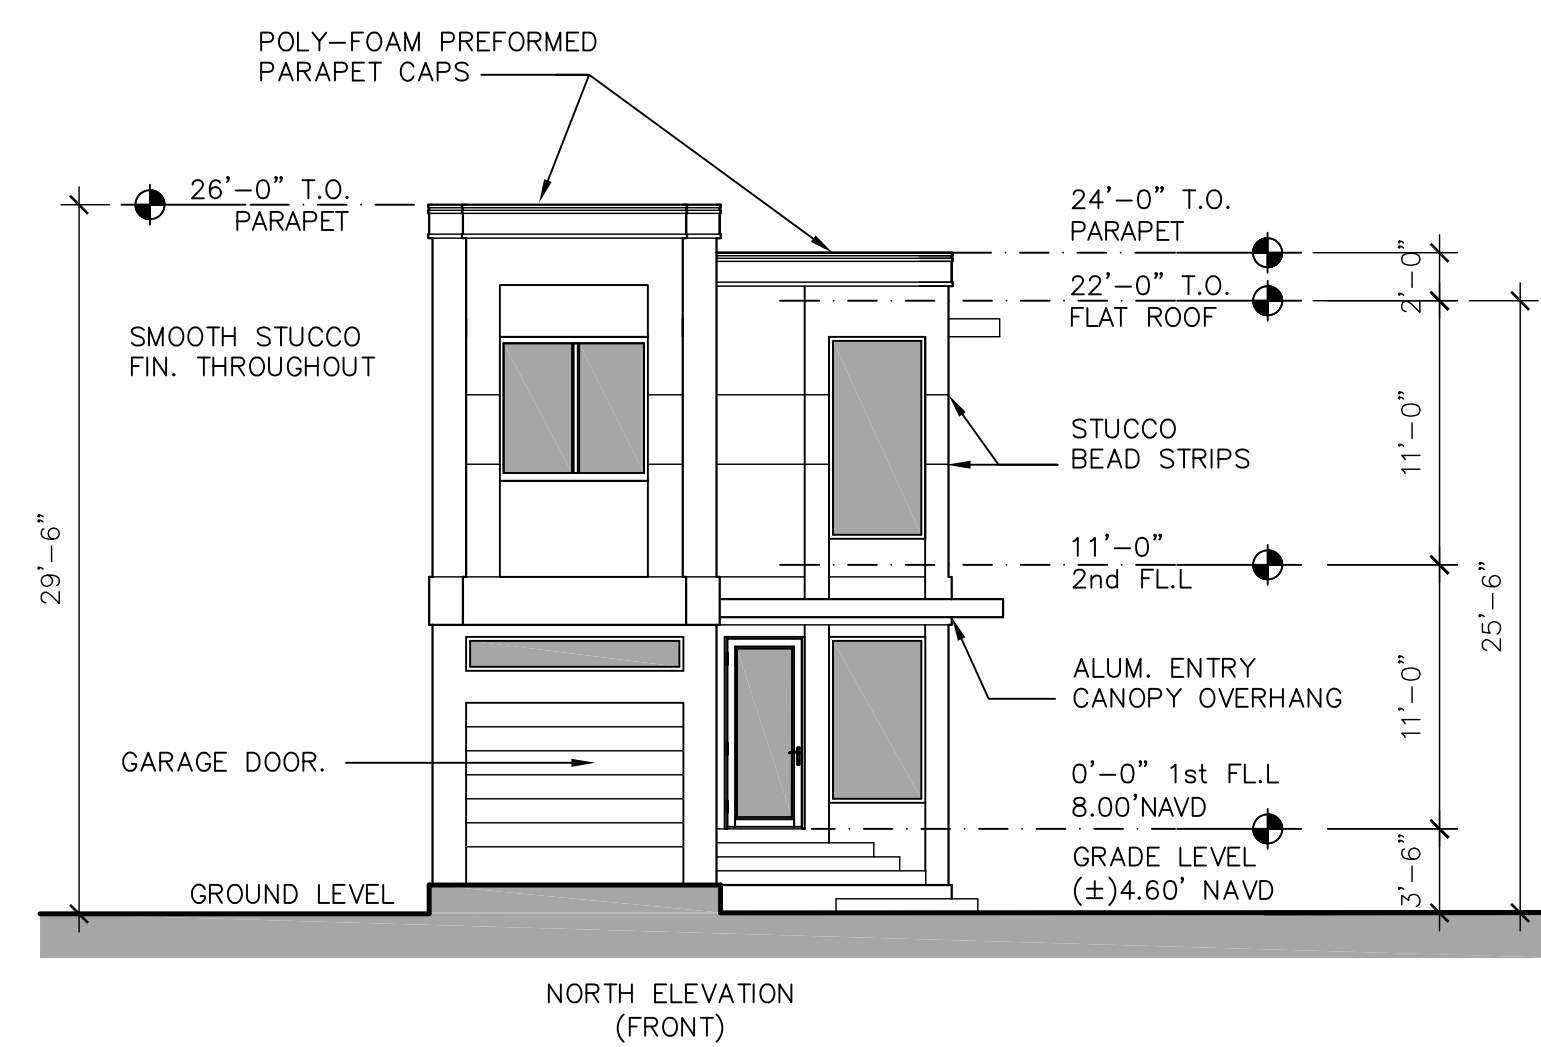 POLY-FOAM PREFORMED
PARAPET CAPS
26'-0" T.O.
PARAPET
24'-0" T.O.
PARAPET
22'-0" T.O.
FLAT ROOF
2'-0"
SMOOTH STUCCO
FIN. THROUGHOUT
11'-0"
STUCCO
BEAD STRIPS
29'-6"
11'-0"
2nd FL.L
25'-6"
ALUM. ENTRY
CANOPY OVERHANG
11'-0"
GARAGE DOOR.
0'-0" 1st FL.L
8.00'NAVD
GRADE LEVEL
(±)4.60' NAVD
3'-6"
GROUND LEVEL
NORTH ELEVATION
(FRONT)